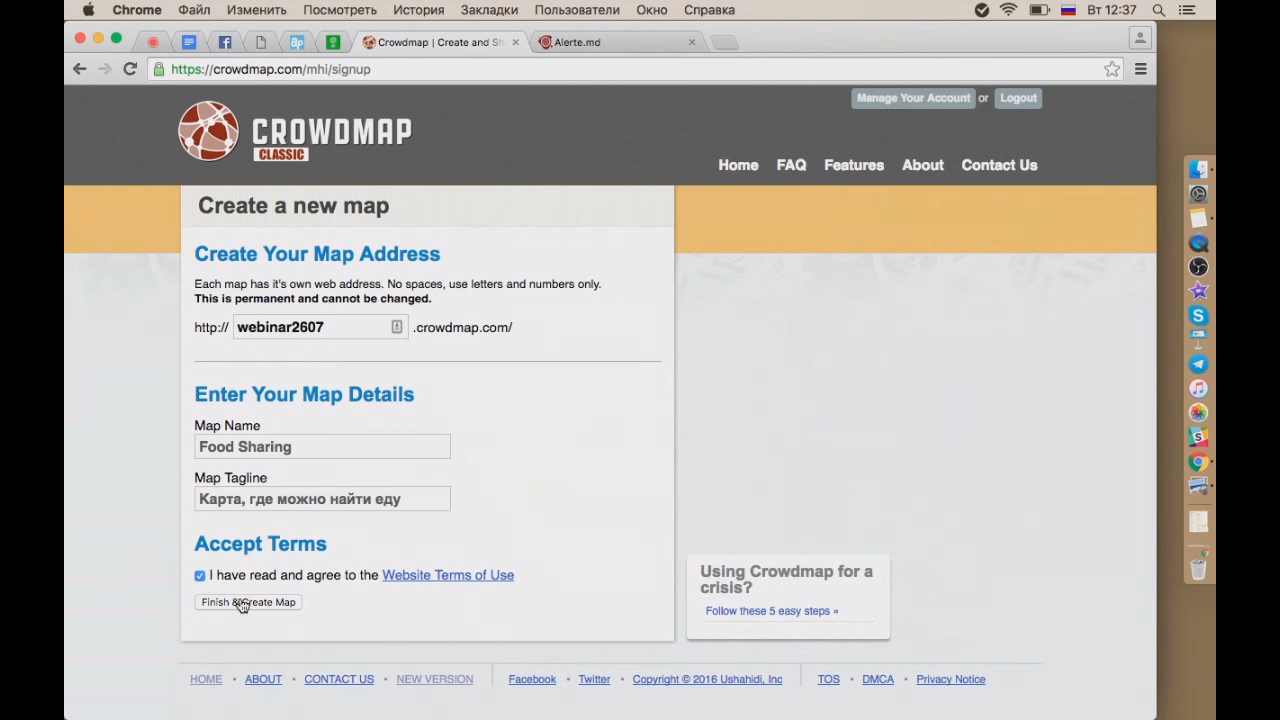 Chrome Файл Изменить Посмотреть История Закладки Пользователи Окно Справка Вт 12:37
Crowdmap | Create and Sh Alerte.md
https://crowdmap.com/mhi/signup
Manage Your Account or Logout
CROWDMAP
CLASSIC
Home FAQ Features About Contact Us
Create a new map
Create Your Map Address
Each map has it's own web address. No spaces, use letters and numbers only.
This is permanent and cannot be changed.
http:// webinar2607 .crowdmap.com/
Enter Your Map Details
Map Name
Food Sharing
Map Tagline
Карта, где можно найти еду
Accept Terms
I have read and agree to the Website Terms of Use
Finish & Create Map
Using Crowdmap for a
crisis?
Follow these 5 easy steps »
HOME • ABOUT • CONTACT US • NEW VERSION Facebook • Twitter • Copyright © 2016 Ushahidi, Inc TOS • DMCA • Privacy Notice